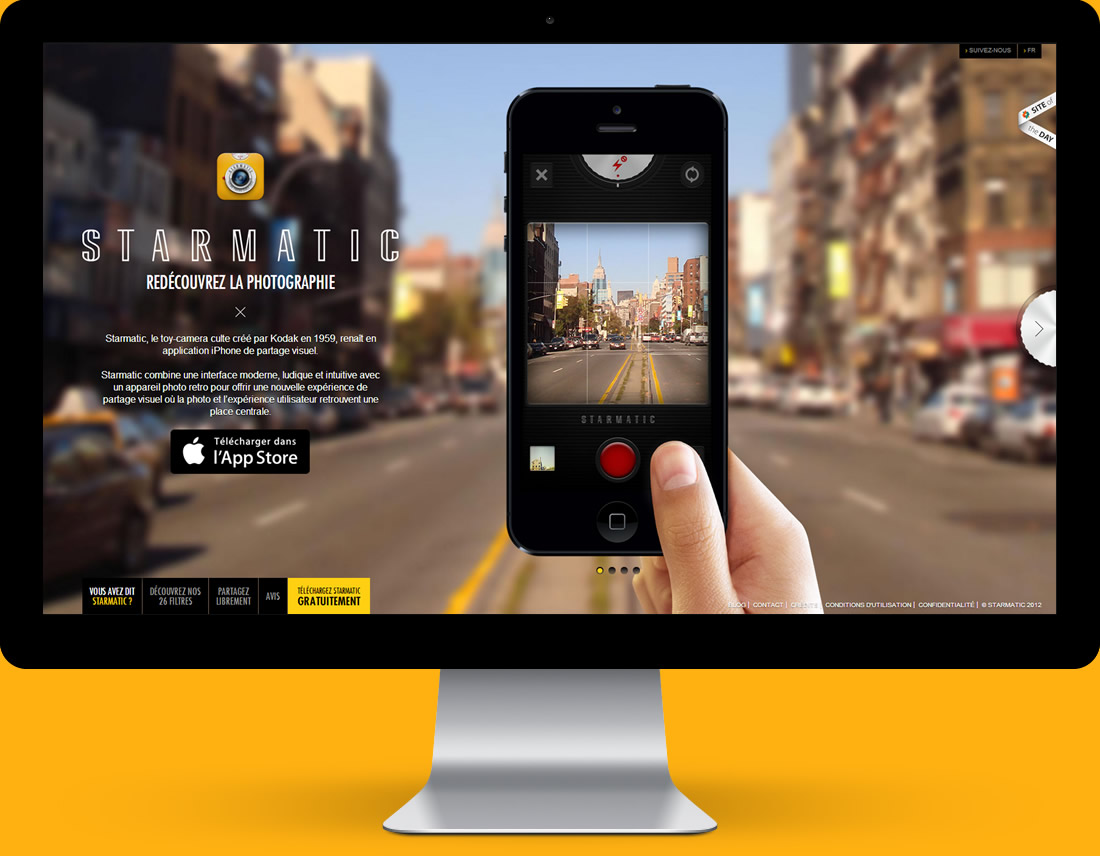 › SUIVEZ-NOUS
› FR
SITE of
the DAY
STARMATIC
REDÉCOUVREZ LA PHOTOGRAPHIE
Starmatic, le toy-camera culte créé par Kodak en 1959, renaît en
application iPhone de partage visuel.
Starmatic combine une interface moderne, ludique et intuitive avec
un appareil photo retro pour offrir une nouvelle expérience de
partage visuel où la photo et l'expérience utilisateur retrouvent une
place centrale.
Télécharger dans
l'App Store
STARMATIC
VOUS AVEZ DIT
STARMATIC ?
DÉCOUVREZ NOS
26 FILTRES
PARTAGEZ
LIBREMENT
AVIS
TÉLÉCHARGEZ STARMATIC
GRATUITEMENT
BLOG | CONTACT | CRÉDITS | CONDITIONS D'UTILISATION | CONFIDENTIALITÉ | © STARMATIC 2012